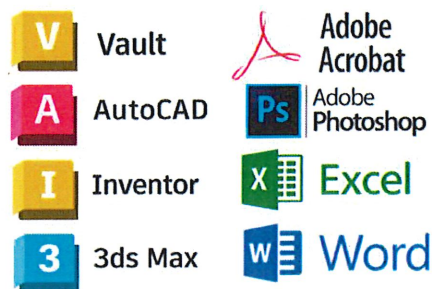 V Vault
A AutoCAD
I Inventor
3 3ds Max
Adobe
Acrobat
Ps Adobe
Photoshop
X Excel
W Word